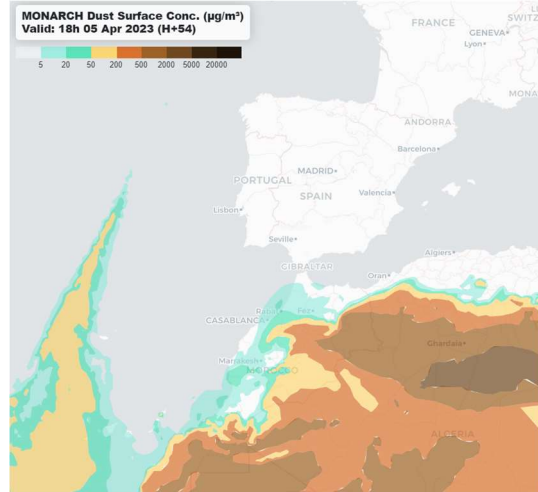 MONARCH Dust Surface Conc. (µg/m³)
Valid: 18h 05 Apr 2023 (H+54)
5 20 50 200 500 2000 5000 20000
FRANCE
SWITZ
GENEVA
Lyon
MONA
ANDORRA
Barcelona
MADRID
PORTUGAL
SPAIN
Valencia
Lisbon
Seville
GIBRALTAR
Algiers
Oran
Rabat
Fez
CASABLANCA
Ghardaia
Marrakesh
MOROCCO
ALGERIA